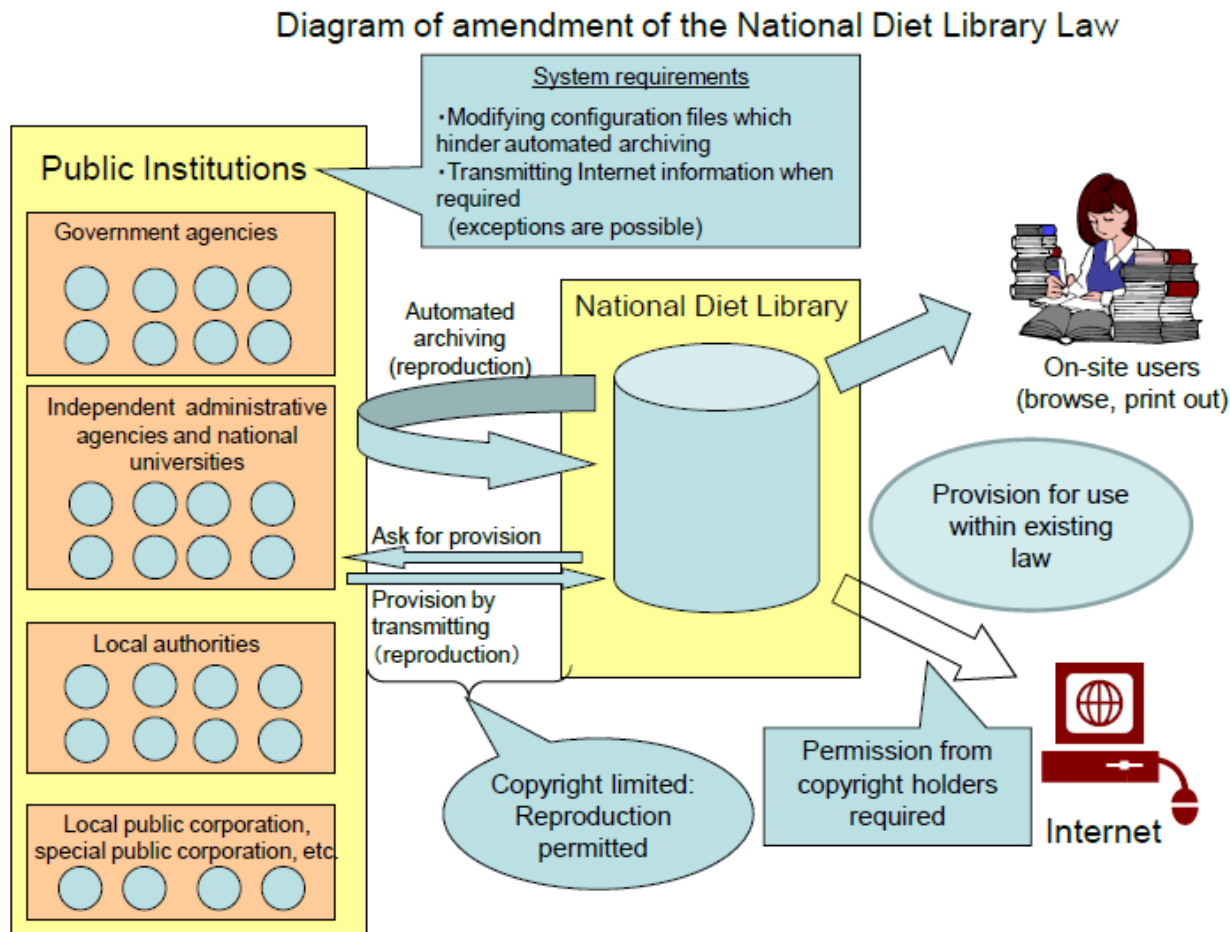 Diagram of amendment of the National Diet Library Law
System requirements
・Modifying configuration files which
hinder automated archiving
・Transmitting Internet information when
required
(exceptions are possible)
Public Institutions
Government agencies
Independent administrative
agencies and national
universities
Local authorities
Local public corporation,
special public corporation, etc.
Automated
archiving
(reproduction)
Ask for provision
Provision by
transmitting
(reproduction)
National Diet Library
Copyright limited:
Reproduction
permitted
On-site users
(browse, print out)
Provision for use
within existing
law
Permission from
copyright holders
required
Internet